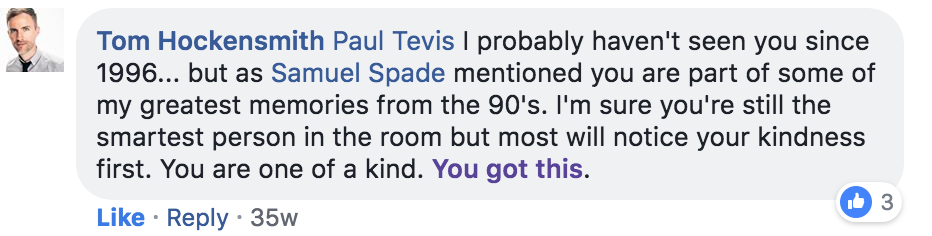 Tom Hockensmith Paul Tevis I probably haven't seen you since
1996... but as Samuel Spade mentioned you are part of some of
my greatest memories from the 90's. I'm sure you're still the
smartest person in the room but most will notice your kindness
first. You are one of a kind. You got this.
3
Like · Reply · 35w